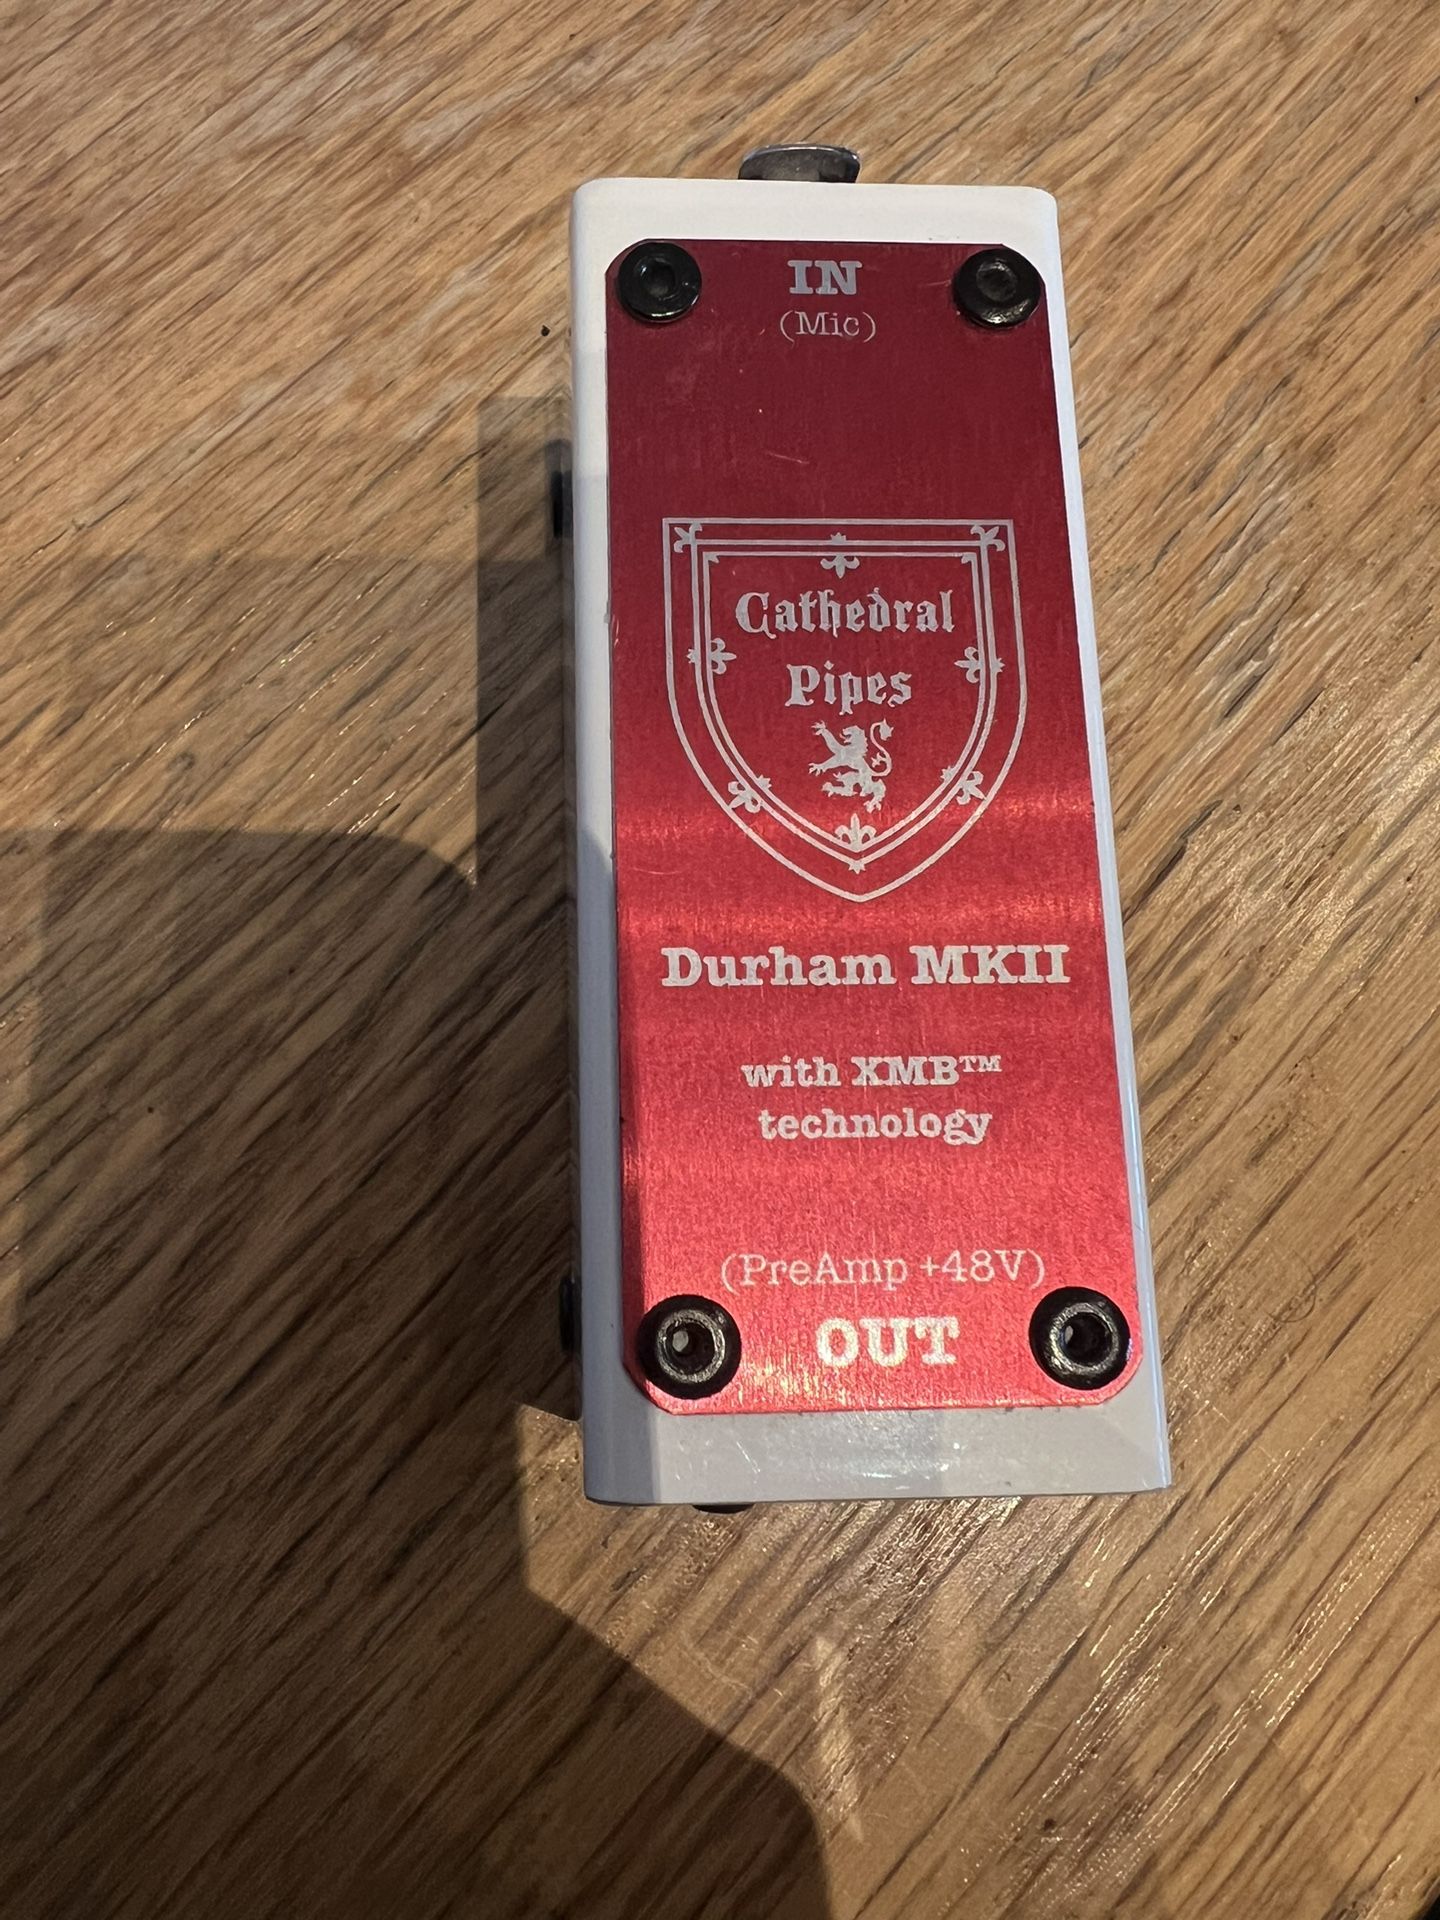 IN
(Mic)
Cathedral
Pipes
Durham MKII
with XMB™
technology
(PreAmp +48V)
OUT